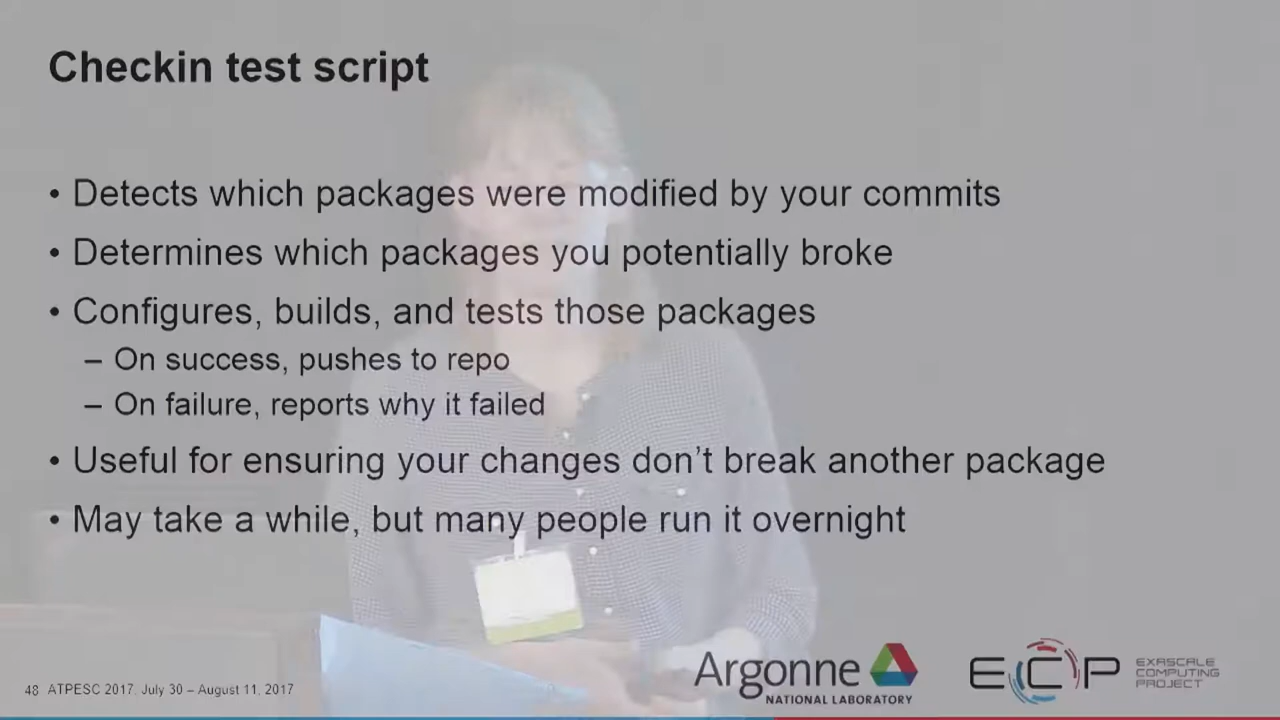 Checkin test script
• Detects which packages were modified by your commits
• Determines which packages you potentially broke
• Configures, builds, and tests those packages
– On success, pushes to repo
– On failure, reports why it failed
• Useful for ensuring your changes don't break another package
• May take a while, but many people run it overnight
48 ATPESC 2017, July 30 – August 11, 2017
Argonne
NATIONAL LABORATORY
ECP
EXASCALE
COMPUTING
PROJECT